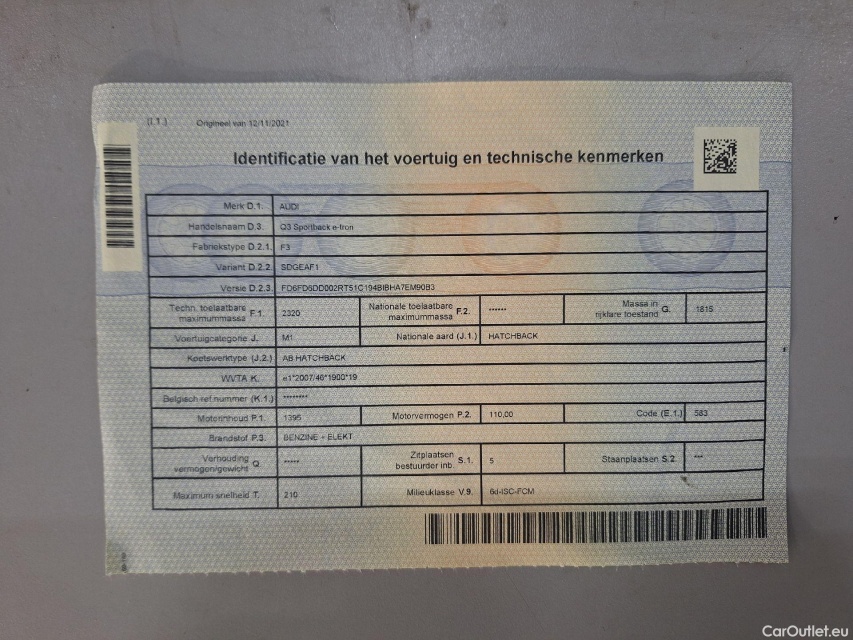 (I.1.) Origineel van 12/11/2021
Identificatie van het voertuig en technische kenmerken
Merk D.1. AUDI
Handelsnaam D.3. Q3 Sportback e-tron
Fabriekstype D.2.1. F3
Variant D.2.2. SDGEAF1
Versie D.2.3. FD6FD6DD002RT51C194BIBHA7EM90B3
Techn. toelaatbare maximummassa F.1. 2320 Nationale toelaatbare maximummassa F.2. ****** Massa in rijklare toestand G. 1815
Voertuigcategorie J. M1 Nationale aard (J.1.) HATCHBACK
Koetswerktype (J.2.) AB HATCHBACK
WVTA K. e1*2007/46*1900*19
Belgisch ref.nummer (K.1.) ********
Motorinhoud P.1. 1395 Motorvermogen P.2. 110,00 Code (E.1.) 583
Brandstof P.3. BENZINE + ELEKT
Verhouding vermogen/gewicht Q. ***** Zitplaatsen bestuurder inb. S.1. 5 Staanplaatsen S.2. ***
Maximum snelheid T. 210 Milieuklasse V.9. 6d-ISC-FCM
CarOutlet.eu